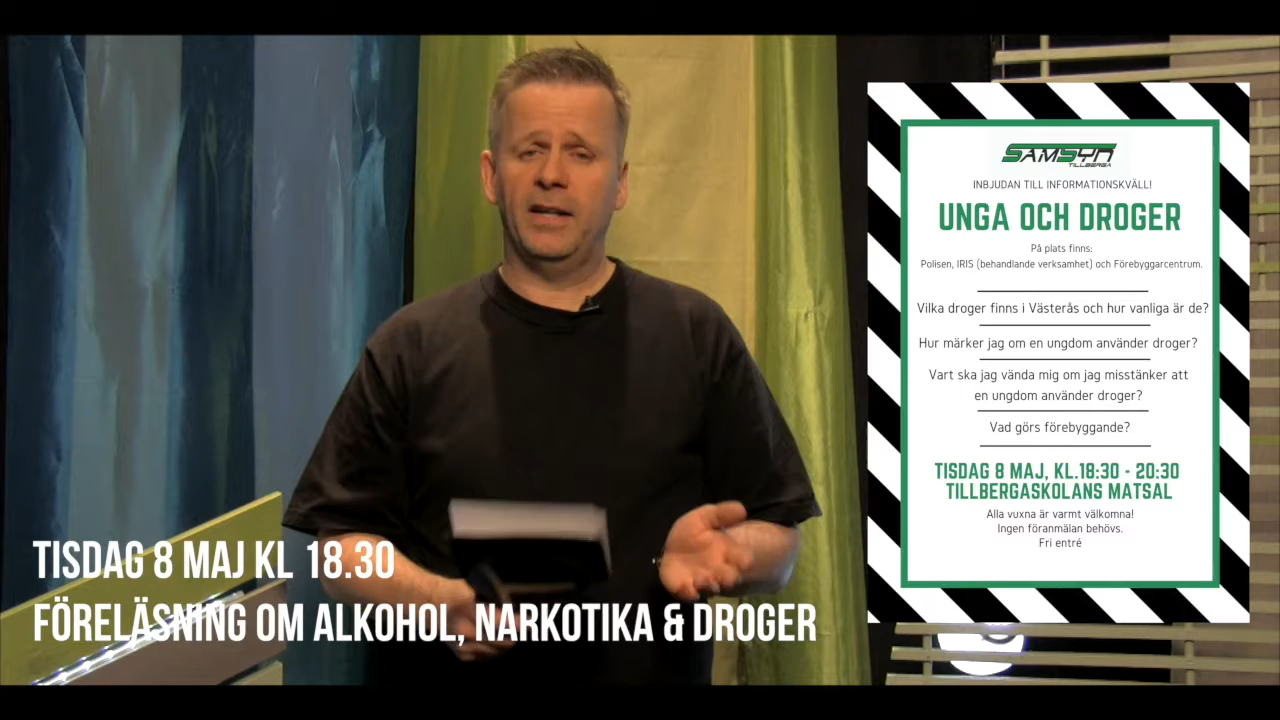 SAMSYN
TILLBERGA
INBJUDAN TILL INFORMATIONSKVÄLL!
UNGA OCH DROGER
På plats finns:
Polisen, IRIS (behandlande verksamhet) och Förebyggarcentrum.
Vilka droger finns i Västerås och hur vanliga är de?
Hur märker jag om en ungdom använder droger?
Vart ska jag vända mig om jag misstänker att
en ungdom använder droger?
Vad görs förebyggande?
TISDAG 8 MAJ, KL.18:30 - 20:30
TILLBERGASKOLANS MATSAL
Alla vuxna är varmt välkomna!
Ingen föranmälan behövs.
Fri entré
TISDAG 8 MAJ KL 18.30
FÖRELÄSNING OM ALKOHOL, NARKOTIKA & DROGER